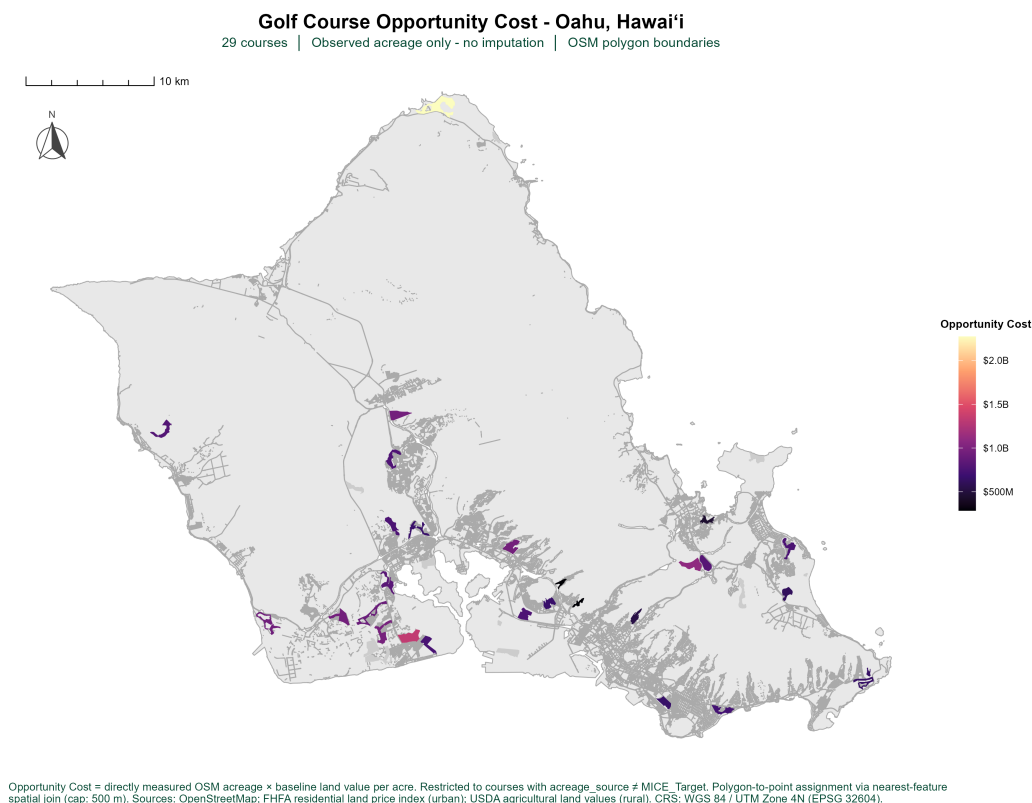 Golf Course Opportunity Cost - Oahu, Hawaiʻi
29 courses │ Observed acreage only - no imputation │ OSM polygon boundaries
10 km
N
Opportunity Cost
$2.0B
$1.5B
$1.0B
$500M
Opportunity Cost = directly measured OSM acreage × baseline land value per acre. Restricted to courses with acreage_source ≠ MICE_Target. Polygon-to-point assignment via nearest-feature
spatial join (cap: 500 m). Sources: OpenStreetMap; FHFA residential land price index (urban); USDA agricultural land values (rural). CRS: WGS 84 / UTM Zone 4N (EPSG 32604).